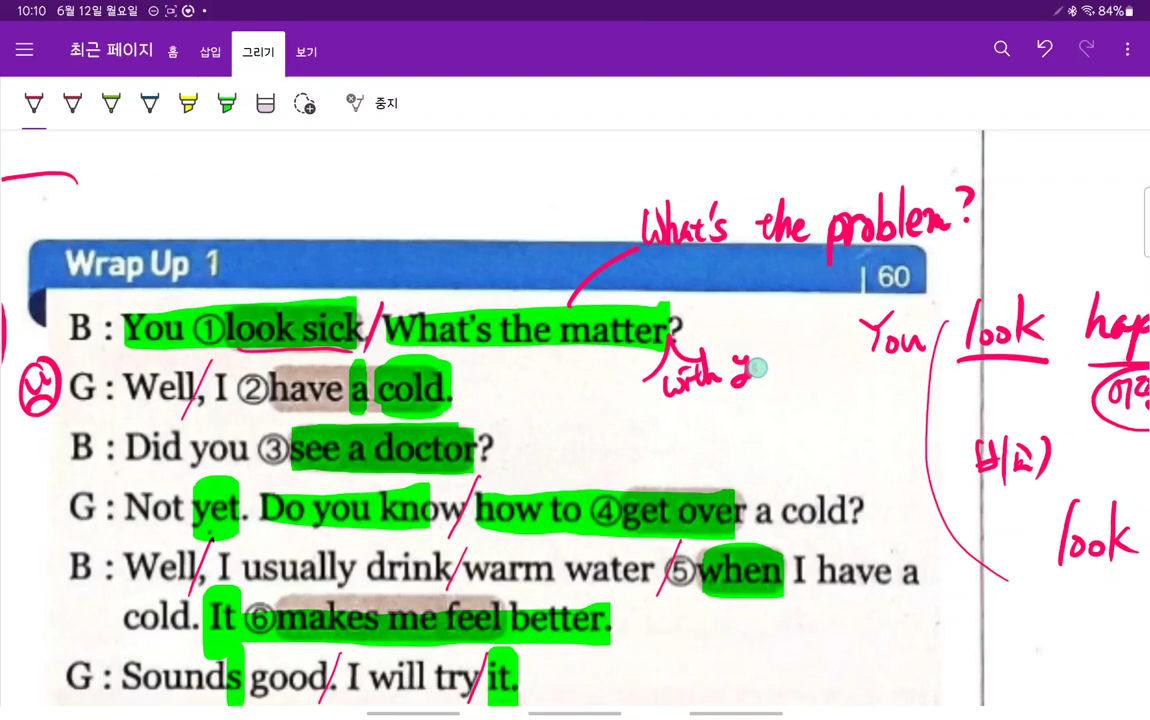 10:10 6월 12일 월요일 84%
최근 페이지 홈 삽입 그리기 보기
중지
What's the problem?
Wrap Up 1
60
B : You ①look sick. What's the matter?
with y
G : Well, I ②have a cold.
B : Did you ③see a doctor?
G : Not yet. Do you know how to ④get over a cold?
B : Well, I usually drink warm water ⑤when I have a
cold. It ⑥makes me feel better.
G : Sounds good. I will try it.
You look hap
look